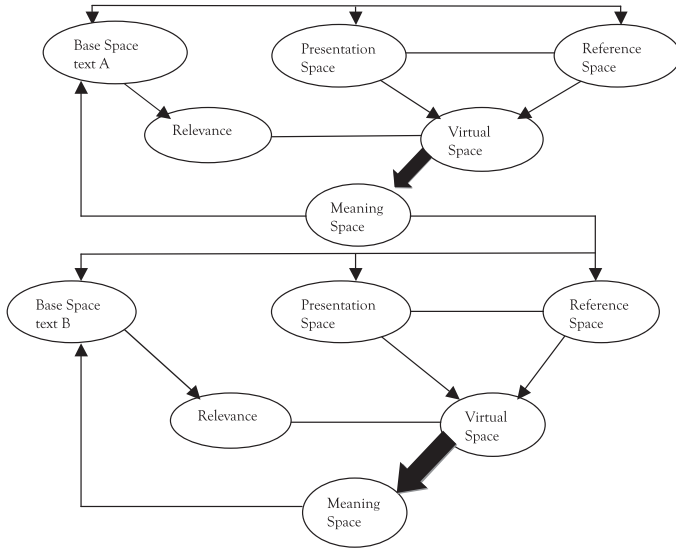 Base Space
text A
Presentation
Space
Reference
Space
Relevance
Virtual
Space
Meaning
Space
Base Space
text B
Presentation
Space
Reference
Space
Relevance
Virtual
Space
Meaning
Space